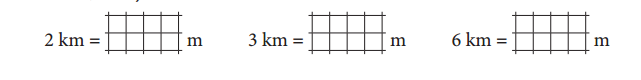 2 km = m 3 km = m 6 km = m